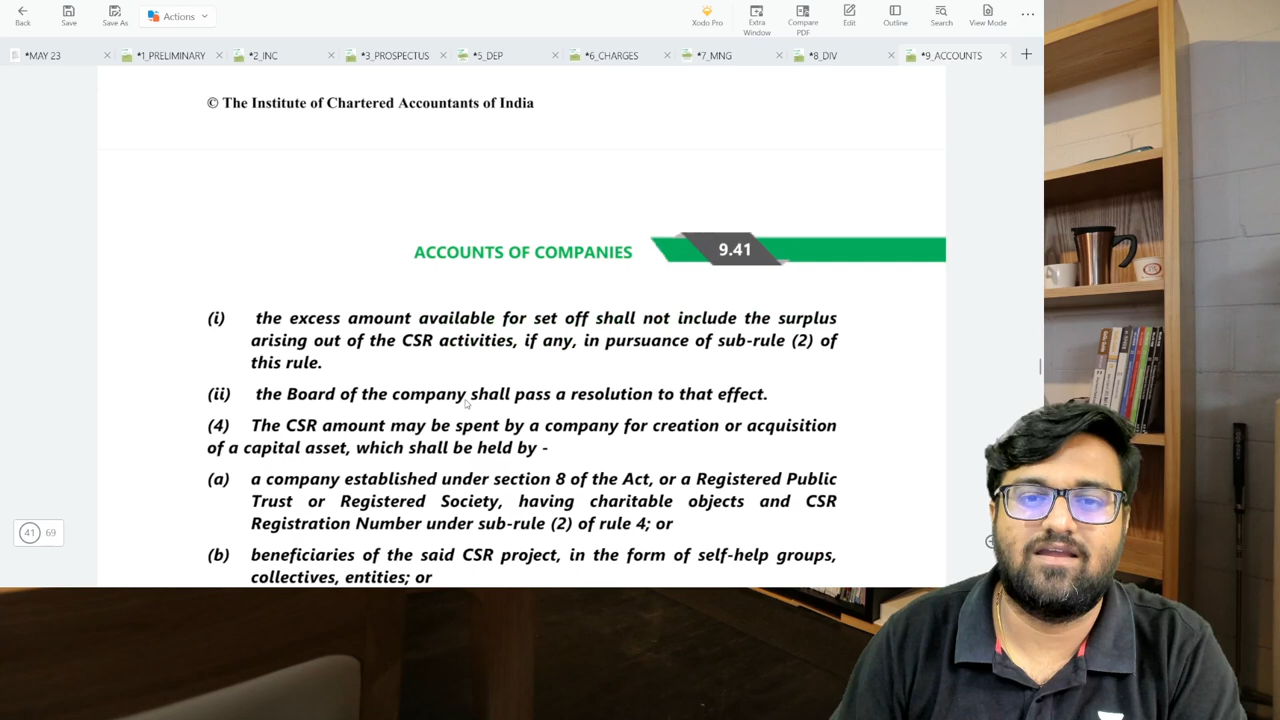 Back
Save
Save As
Actions
Xodo Pro
Extra
Window
Compare
PDF
Edit
Outline
Search
View Mode
*MAY 23
*1_PRELIMINARY
*2_INC
*3_PROSPECTUS
*5_DEP
*6_CHARGES
*7_MNG
*8_DIV
*9_ACCOUNTS
© The Institute of Chartered Accountants of India
ACCOUNTS OF COMPANIES
9.41
(i) the excess amount available for set off shall not include the surplus
arising out of the CSR activities, if any, in pursuance of sub-rule (2) of
this rule.
(ii) the Board of the company shall pass a resolution to that effect.
(4) The CSR amount may be spent by a company for creation or acquisition
of a capital asset, which shall be held by -
(a) a company established under section 8 of the Act, or a Registered Public
Trust or Registered Society, having charitable objects and CSR
Registration Number under sub-rule (2) of rule 4; or
(b) beneficiaries of the said CSR project, in the form of self-help groups,
collectives, entities; or
41 69